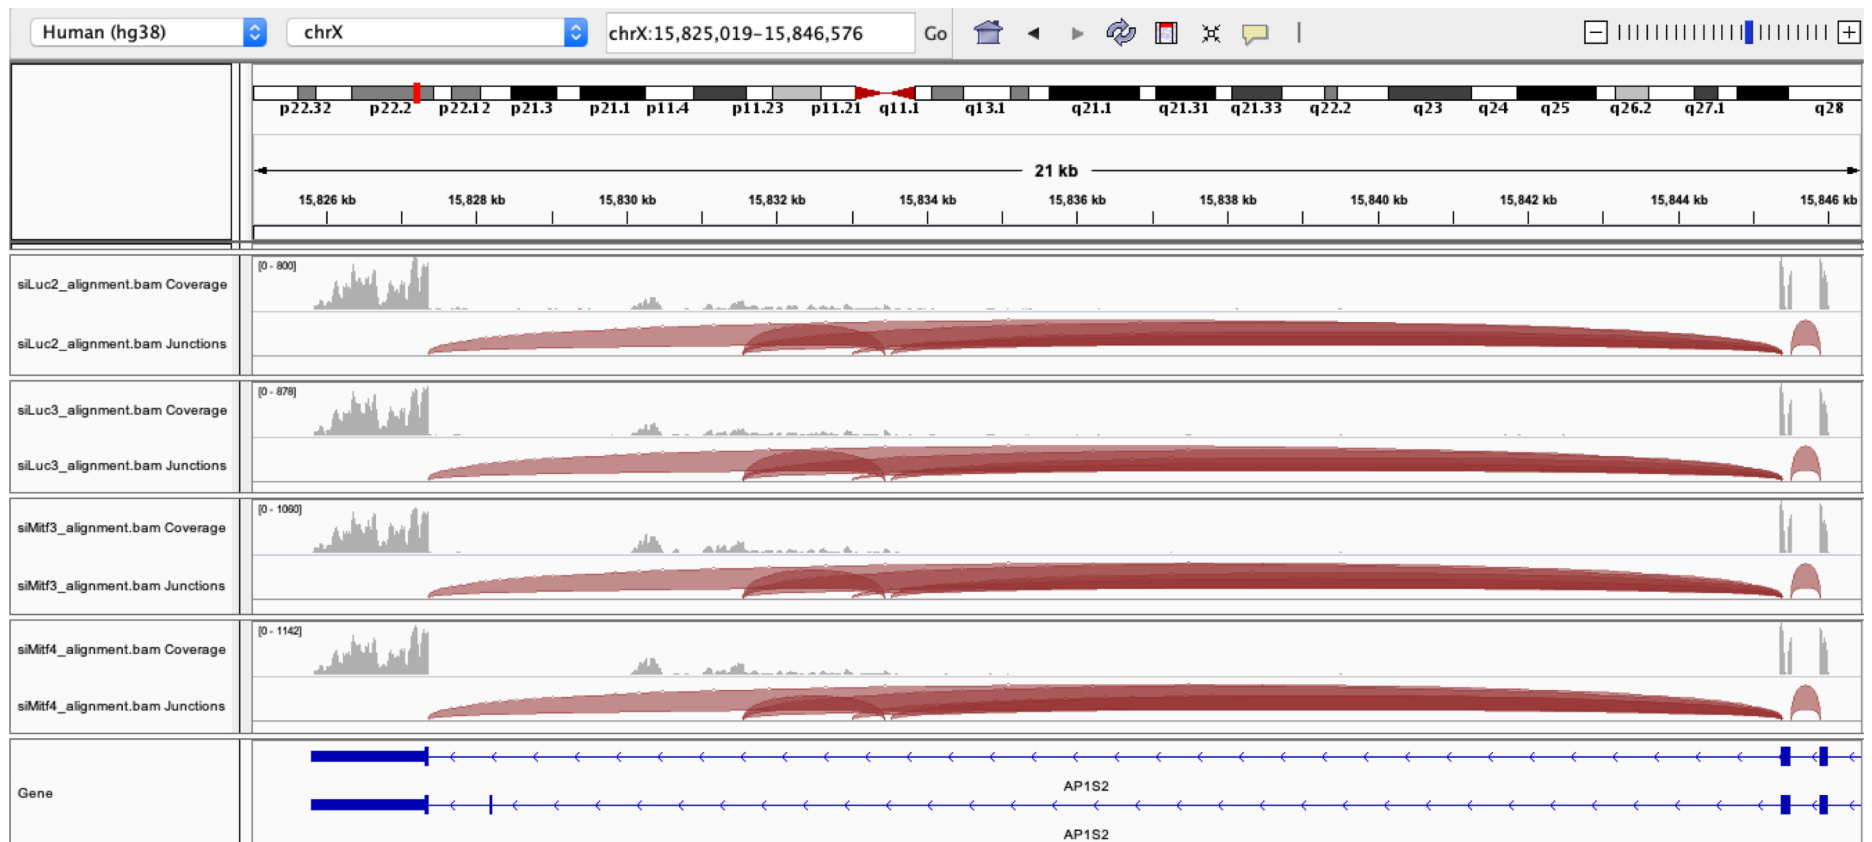 Human (hg38) chrX chrX:15,825,019-15,846,576 Go
p22.32 p22.2 p22.12 p21.3 p21.1 p11.4 p11.23 p11.21 q11.1 q13.1 q21.1 q21.31 q21.33 q22.2 q23 q24 q25 q26.2 q27.1 q28
21 kb
15,826 kb 15,828 kb 15,830 kb 15,832 kb 15,834 kb 15,836 kb 15,838 kb 15,840 kb 15,842 kb 15,844 kb 15,846 kb
[0 - 800]
siLuc2_alignment.bam Coverage
siLuc2_alignment.bam Junctions
[0 - 878]
siLuc3_alignment.bam Coverage
siLuc3_alignment.bam Junctions
[0 - 1060]
siMitf3_alignment.bam Coverage
siMitf3_alignment.bam Junctions
[0 - 1142]
siMitf4_alignment.bam Coverage
siMitf4_alignment.bam Junctions
AP1S2
Gene
AP1S2